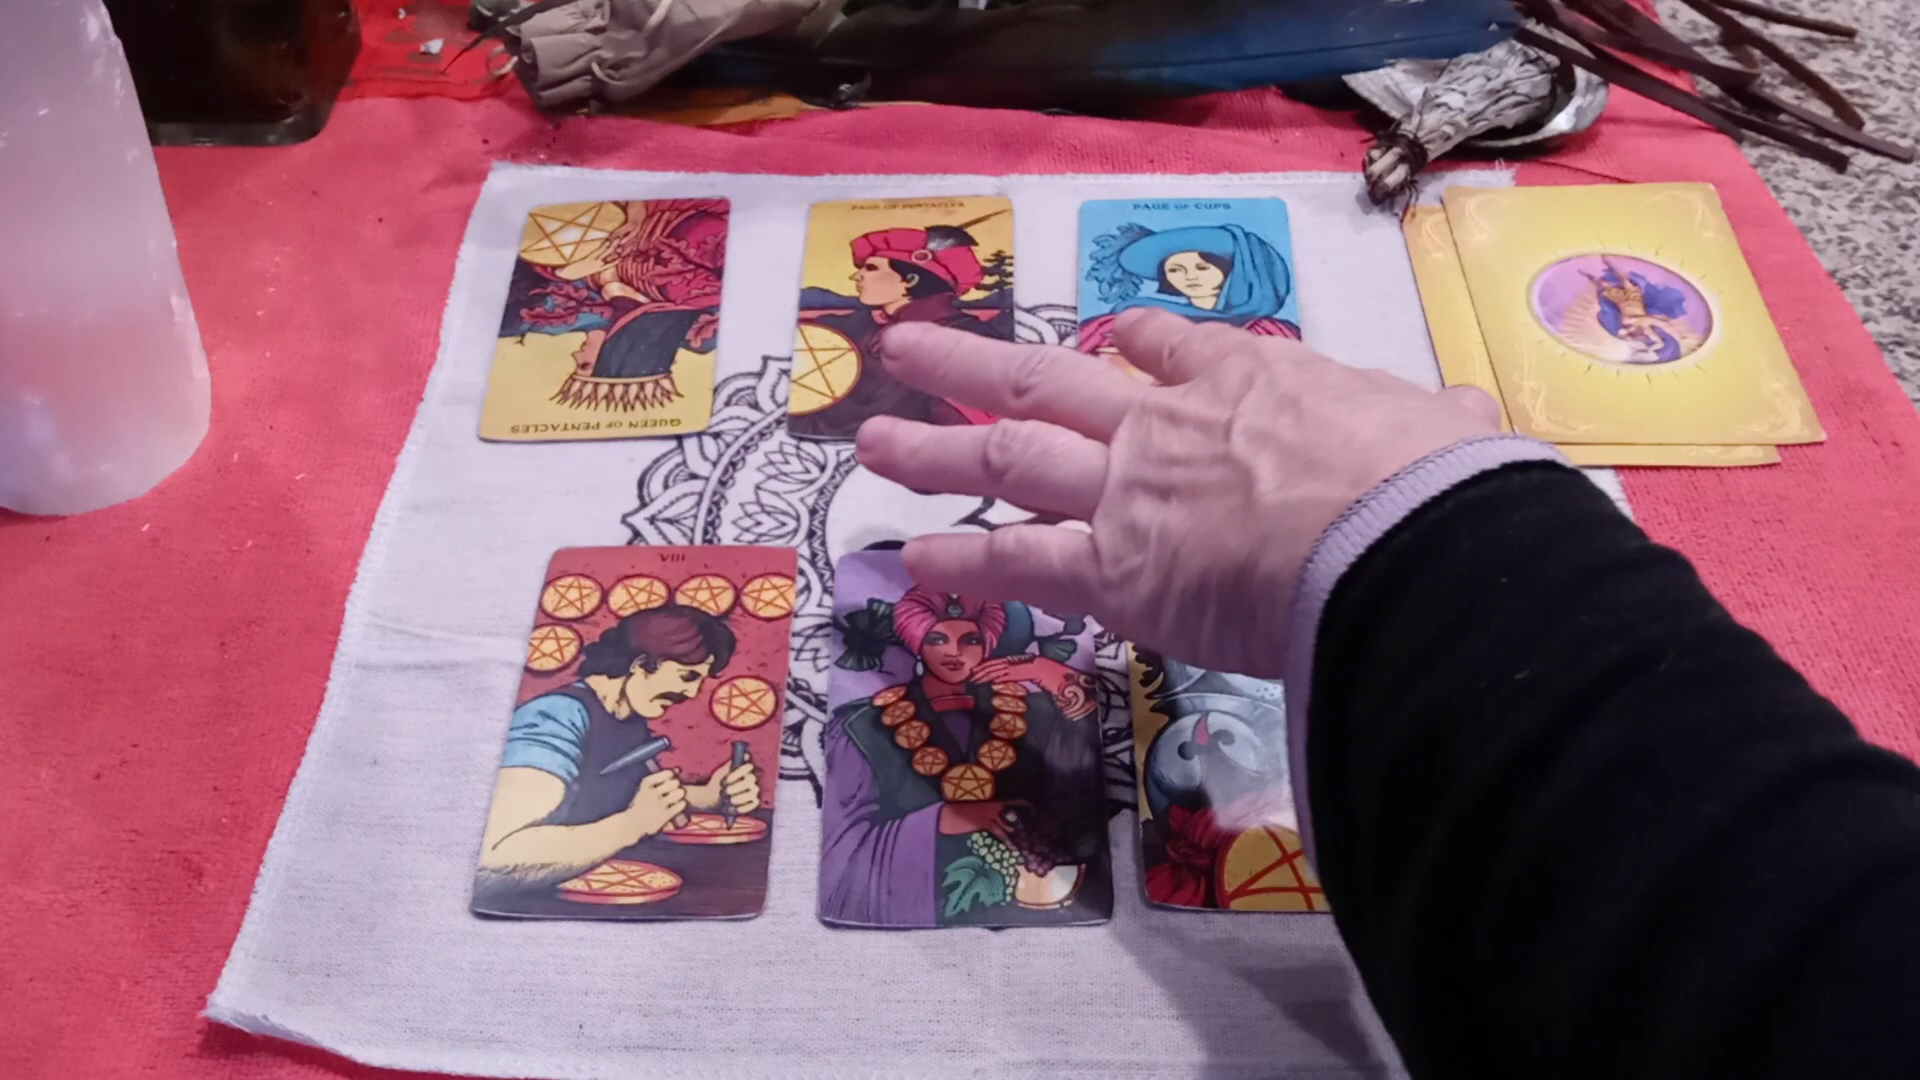 PAGE OF PENTACLES
PAGE OF CUPS
QUEEN OF PENTACLES
VIII